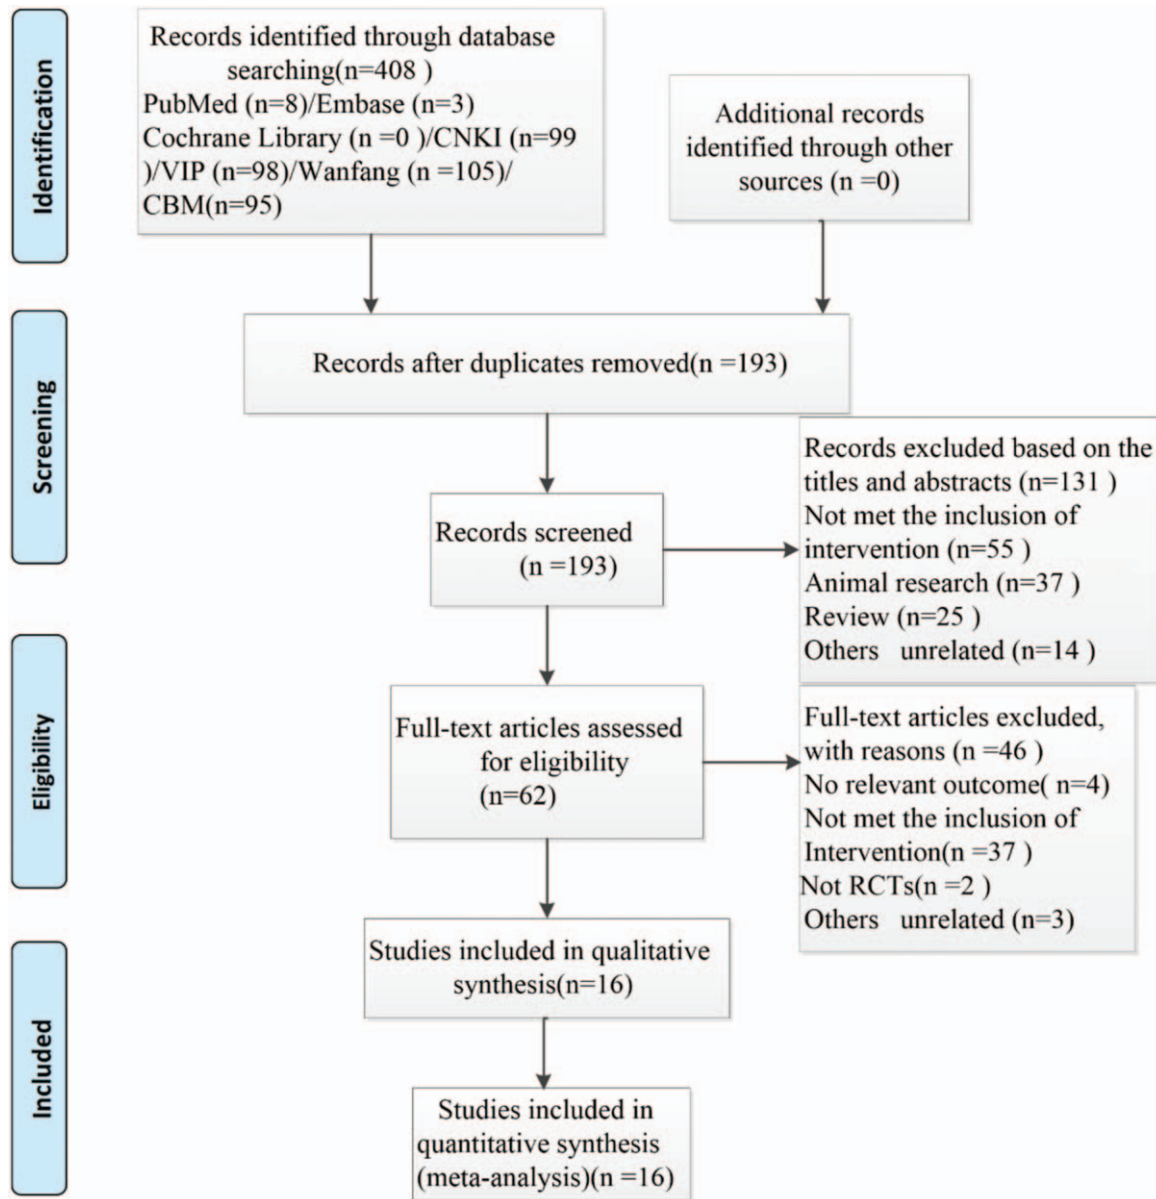 Identification
Records identified through database
searching(n=408 )
PubMed (n=8)/Embase (n=3)
Cochrane Library (n =0 )/CNKI (n=99
)/VIP (n=98)/Wanfang (n =105)/
CBM(n=95)
Additional records
identified through other
sources (n =0)
Screening
Records after duplicates removed(n =193)
Records screened
(n =193)
Records excluded based on the
titles and abstracts (n=131 )
Not met the inclusion of
intervention (n=55 )
Animal research (n=37 )
Review (n=25 )
Others unrelated (n=14 )
Eligibility
Full-text articles assessed
for eligibility
(n=62)
Full-text articles excluded,
with reasons (n =46 )
No relevant outcome( n=4)
Not met the inclusion of
Intervention(n =37 )
Not RCTs(n =2 )
Others unrelated (n=3)
Included
Studies included in qualitative
synthesis(n=16)
Studies included in
quantitative synthesis
(meta-analysis)(n =16)